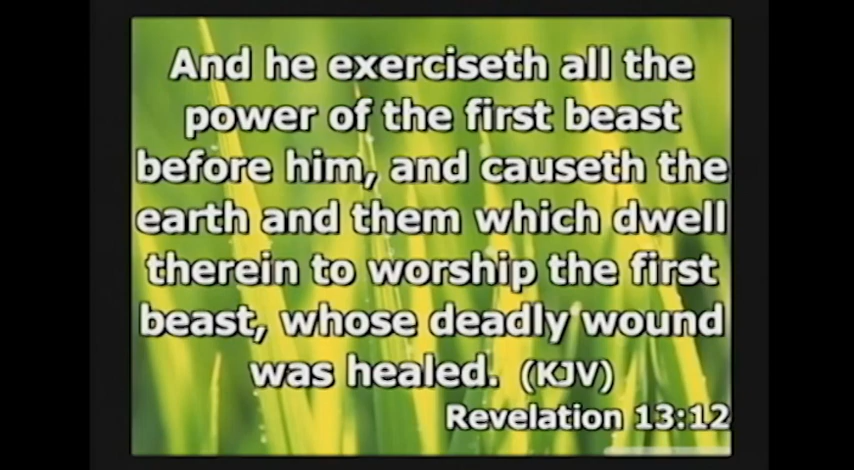 And he exerciseth all the
power of the first beast
before him, and causeth the
earth and them which dwell
therein to worship the first
beast, whose deadly wound
was healed. (KJV)
Revelation 13:12